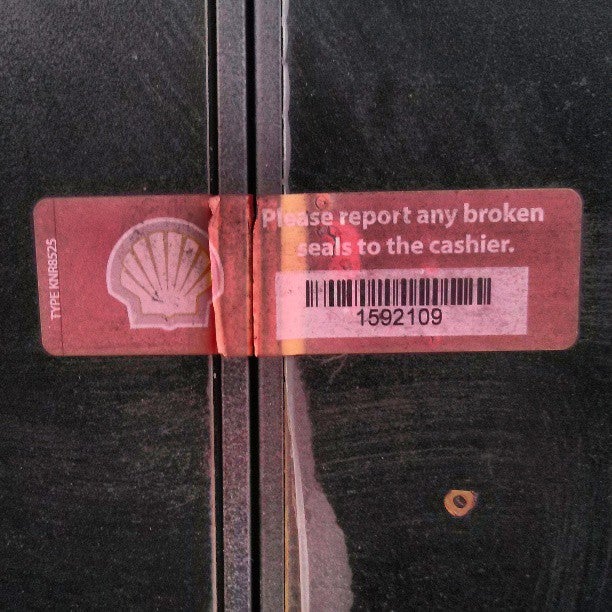 TYPE KNR8525
Please report any broken
seals to the cashier.
1592109